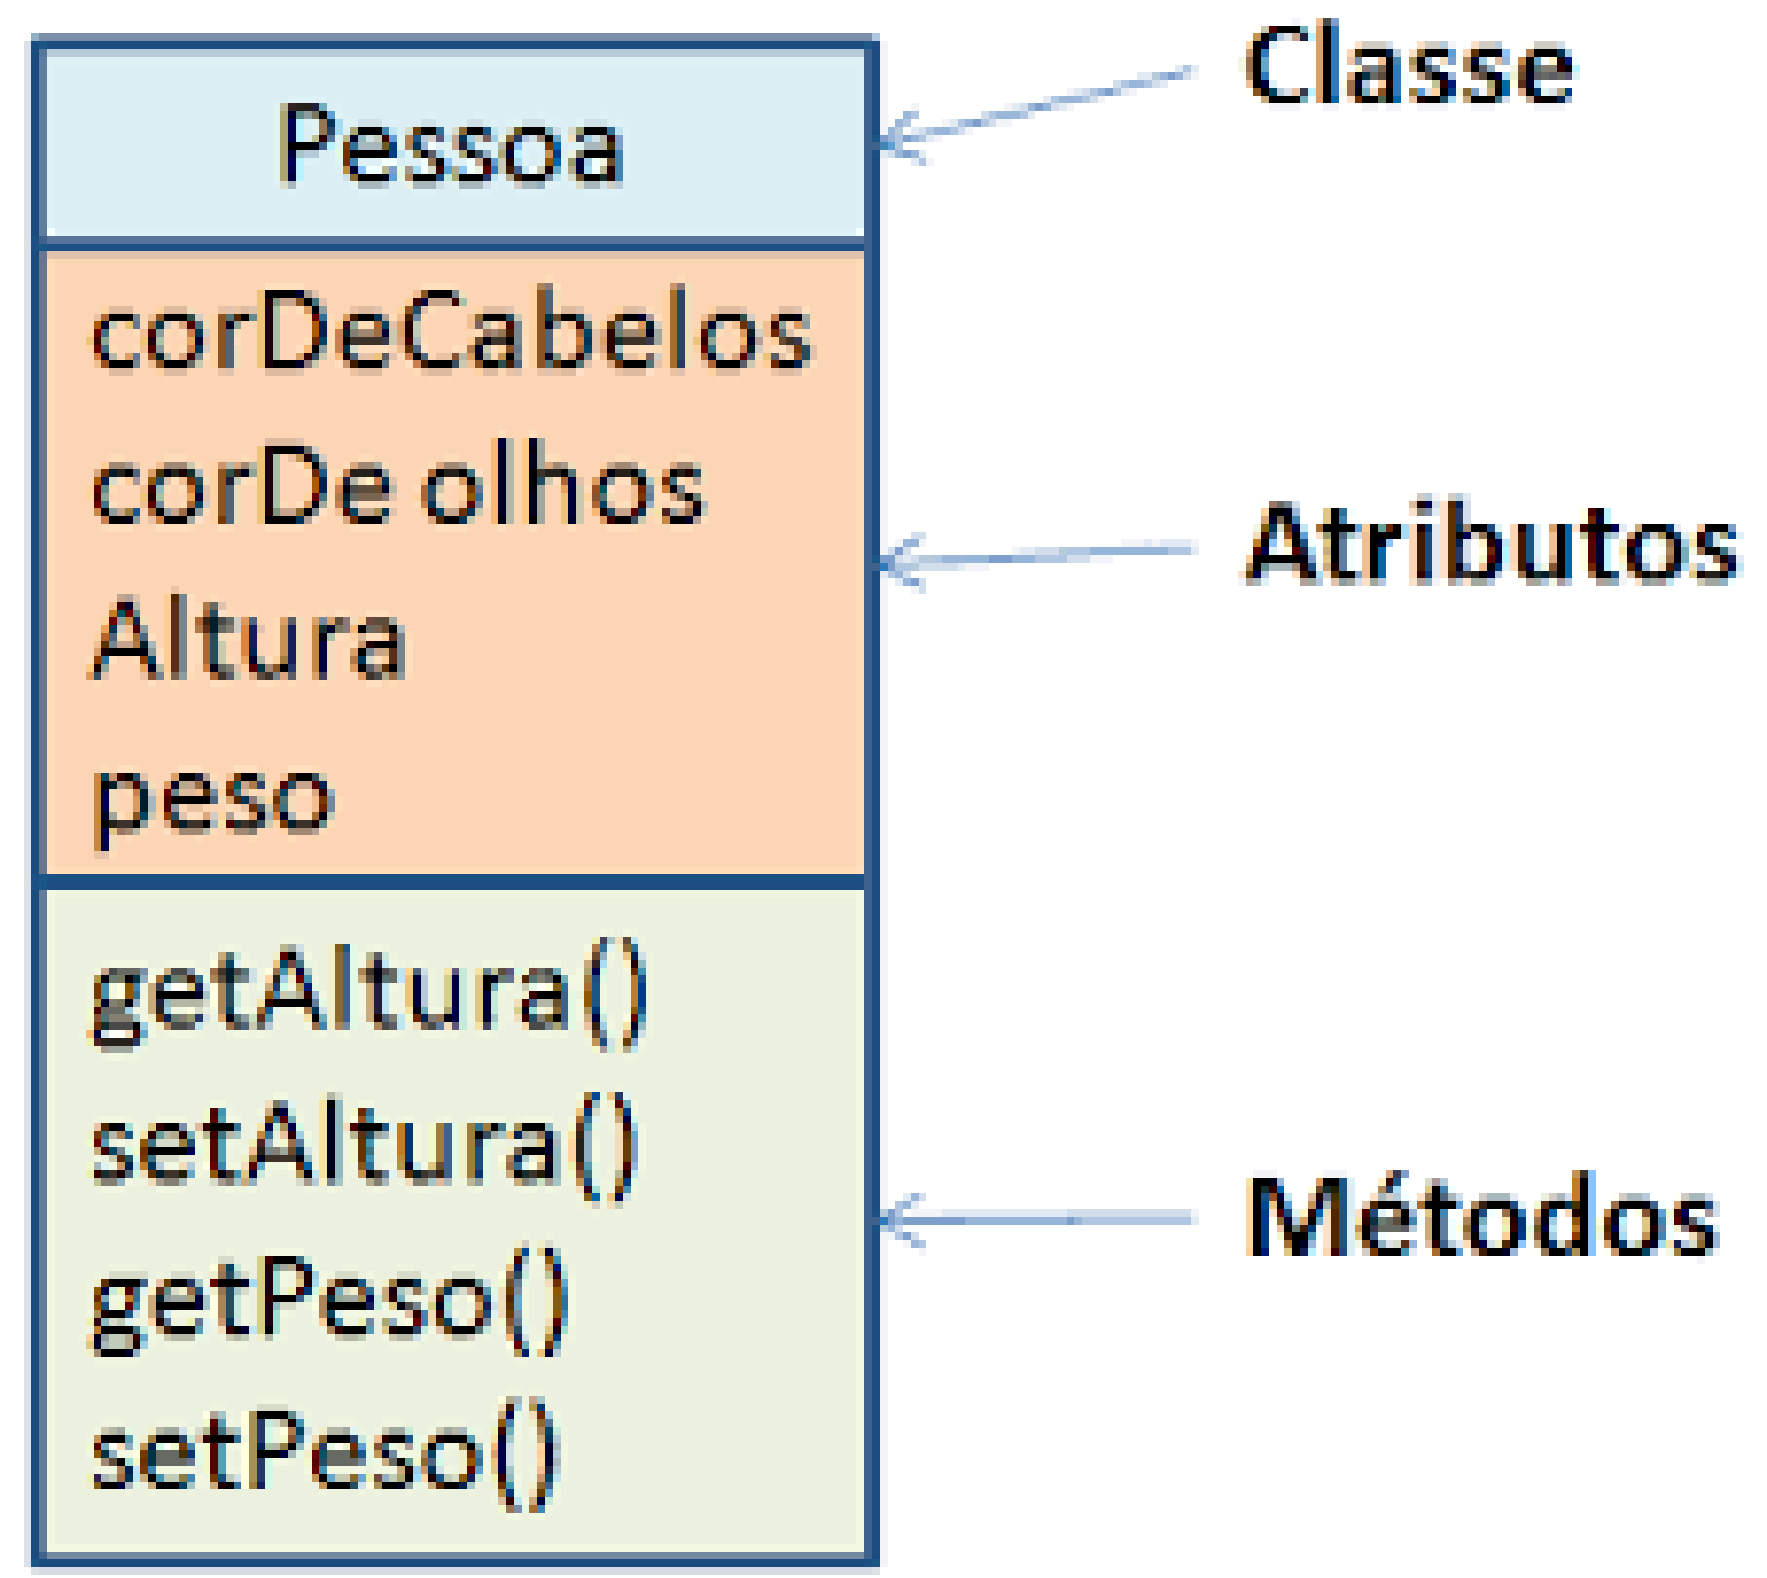 Pessoa
Classe
corDeCabelos
corDe olhos
Altura
peso
Atributos
getAltura()
setAltura()
getPeso()
setPeso()
Métodos